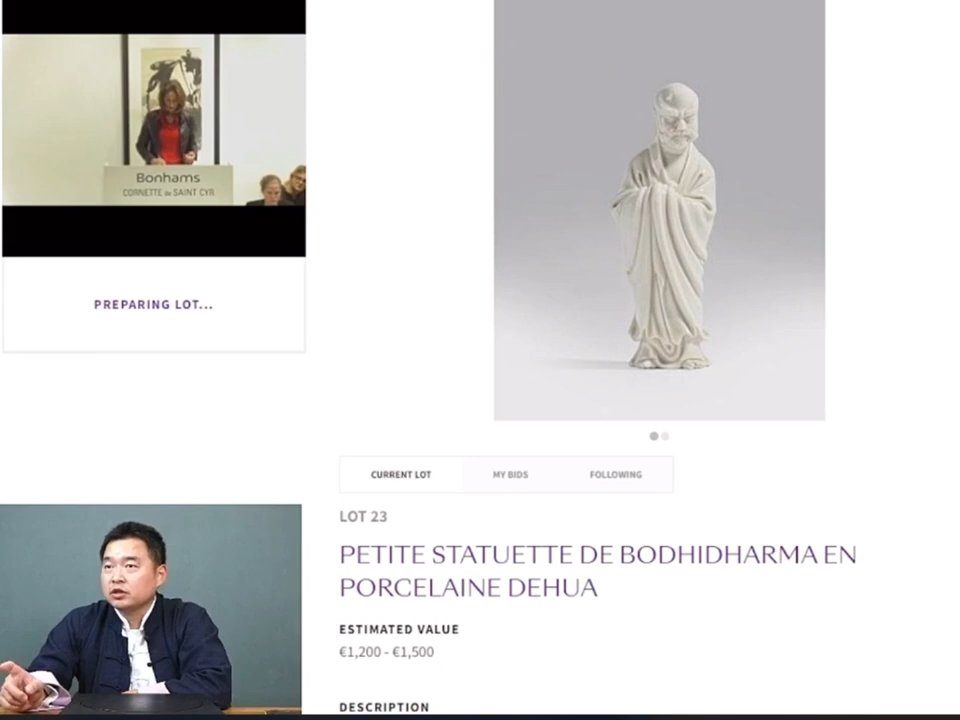 Bonhams
CORNETTE de SAINT CYR
PREPARING LOT...
CURRENT LOT
MY BIDS
FOLLOWING
LOT 23
PETITE STATUETTE DE BODHIDHARMA EN
PORCELAINE DEHUA
ESTIMATED VALUE
€1,200 - €1,500
DESCRIPTION